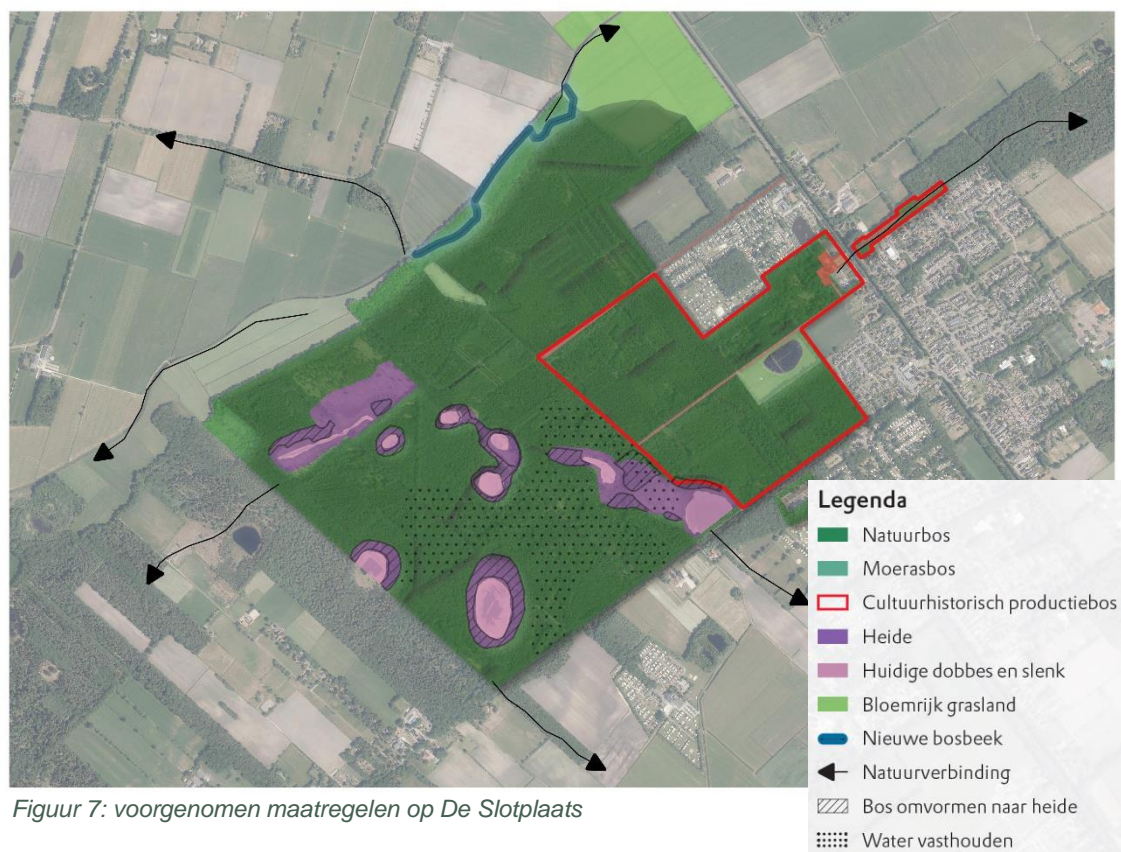 Legenda
Natuurbos
Moerasbos
Cultuurhistorisch productiebos
Heide
Huidige dobbes en slenk
Bloemrijk grasland
Nieuwe bosbeek
Natuurverbinding
Bos omvormen naar heide
Water vasthouden
Figuur 7: voorgenomen maatregelen op De Slotplaats